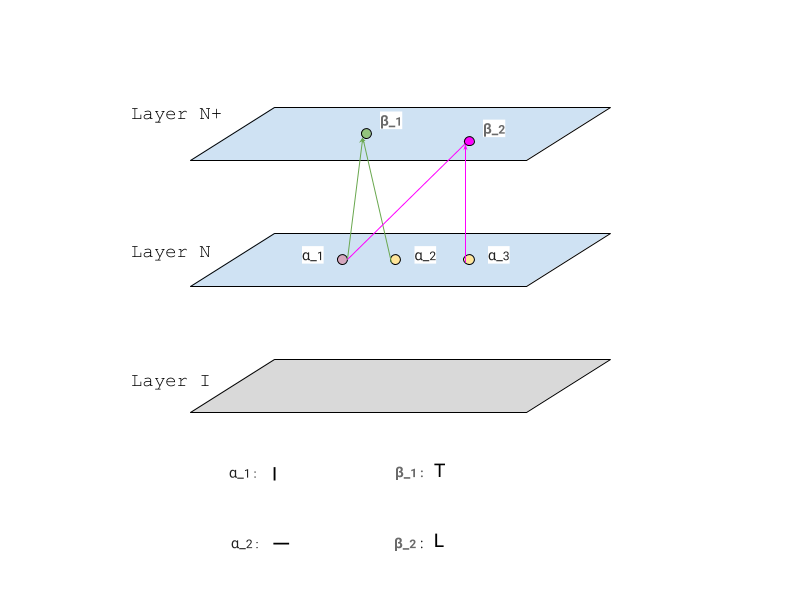 Layer N+
β_1
β_2
Layer N
α_1
α_2
α_3
Layer I
α_1: |
β_1: T
α_2: —
β_2: L